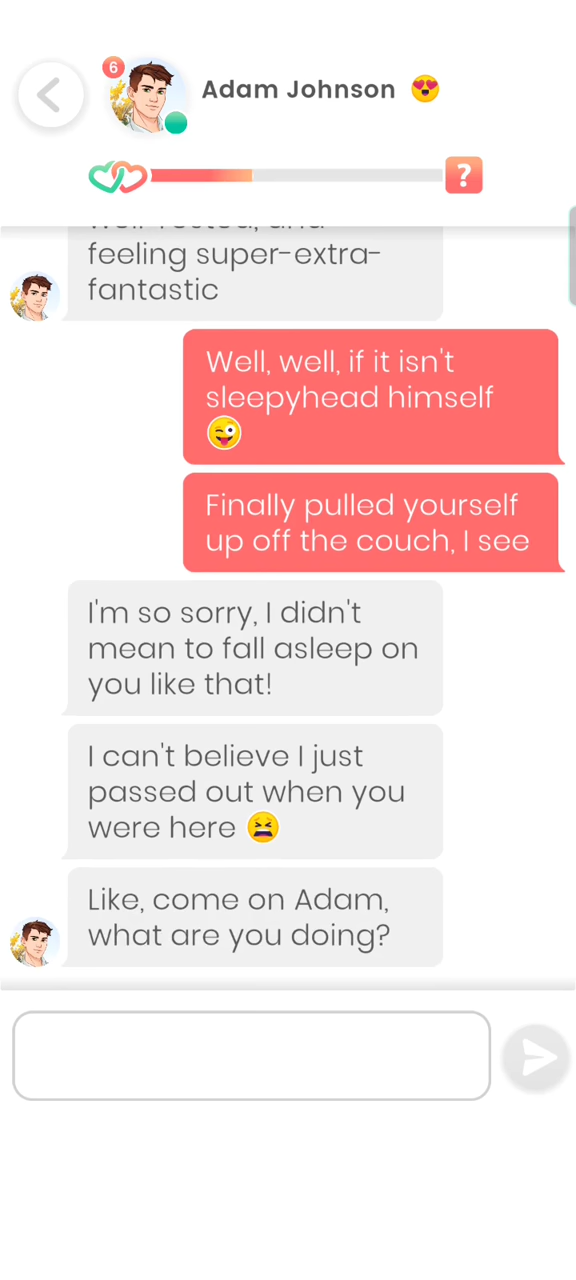 6
Adam Johnson
?
feeling super-extra-
fantastic
Well, well, if it isn't
sleepyhead himself
Finally pulled yourself
up off the couch, I see
I'm so sorry, I didn't
mean to fall asleep on
you like that!
I can't believe I just
passed out when you
were here
Like, come on Adam,
what are you doing?